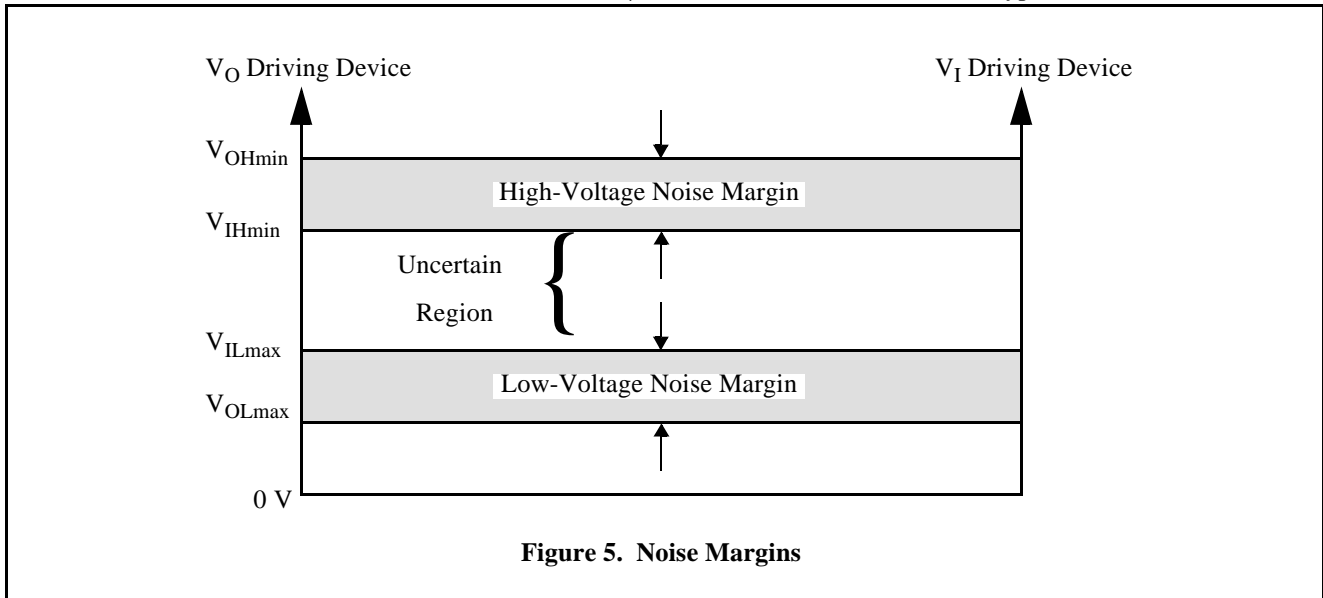 V_O Driving Device
V_I Driving Device
V_OHmin
High-Voltage Noise Margin
V_IHmin
Uncertain
Region
V_ILmax
Low-Voltage Noise Margin
V_OLmax
0 V
Figure 5. Noise Margins